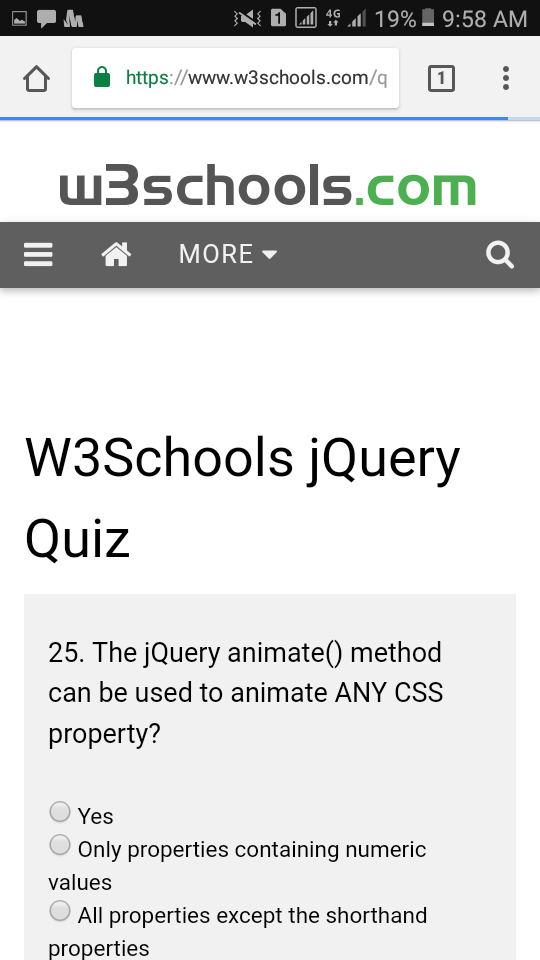 1 4G 19% 9:58 AM
https://www.w3schools.com/q 1
w3schools.com
MORE
W3Schools jQuery
Quiz
25. The jQuery animate() method
can be used to animate ANY CSS
property?
Yes
Only properties containing numeric
values
All properties except the shorthand
properties